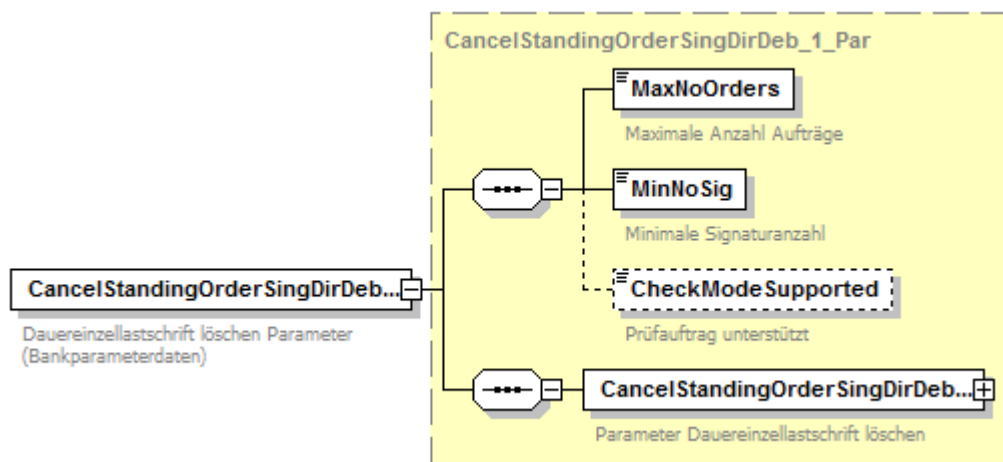 CancelStandingOrderSingDirDeb_1_Par
MaxNoOrders
Maximale Anzahl Aufträge
MinNoSig
Minimale Signaturanzahl
CancelStandingOrderSingDirDeb...
Dauereinzellastschrift löschen Parameter
(Bankparameterdaten)
CheckModeSupported
Prüfauftrag unterstützt
CancelStandingOrderSingDirDeb...
Parameter Dauereinzellastschrift löschen